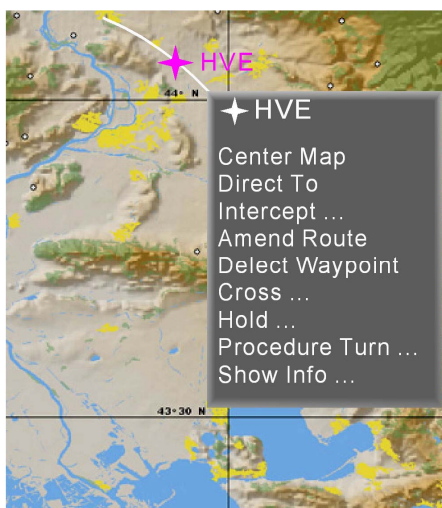 HVE
44° N
HVE
Center Map
Direct To
Intercept ...
Amend Route
Delect Waypoint
Cross ...
Hold ...
Procedure Turn ...
Show Info ...
43°30 N